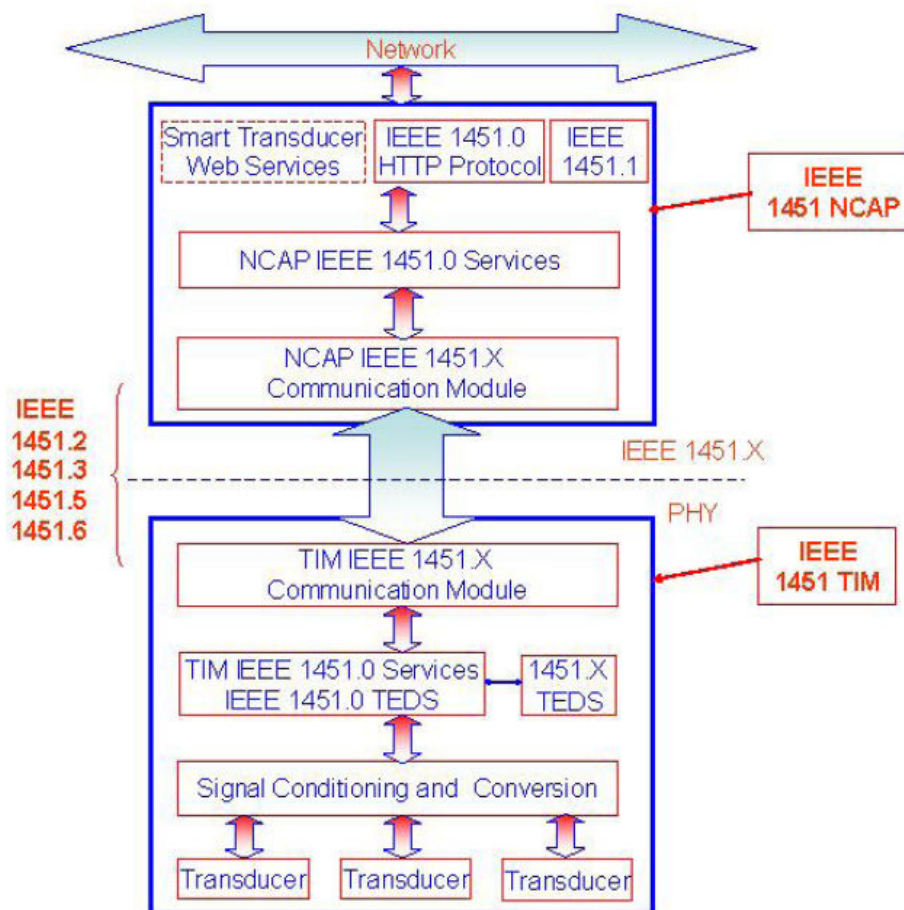 Network
Smart Transducer
Web Services
IEEE 1451.0
HTTP Protocol
IEEE
1451.1
IEEE
1451 NCAP
NCAP IEEE 1451.0 Services
NCAP IEEE 1451.X
Communication Module
IEEE
1451.2
1451.3
1451.5
1451.6
IEEE 1451.X
PHY
TIM IEEE 1451.X
Communication Module
IEEE
1451 TIM
TIM IEEE 1451.0 Services
IEEE 1451.0 TEDS
1451.X
TEDS
Signal Conditioning and Conversion
Transducer
Transducer
Transducer